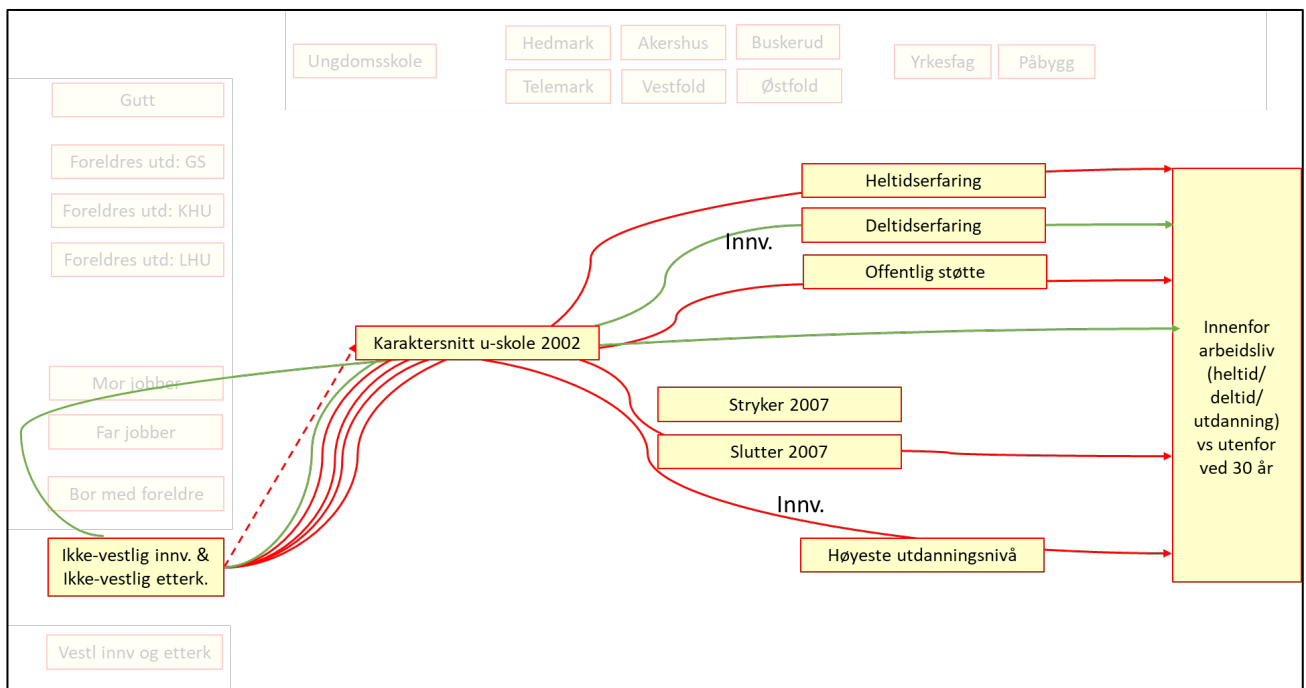 Ungdomsskole
Hedmark
Akershus
Buskerud
Telemark
Vestfold
Østfold
Yrkesfag
Påbygg
Gutt
Foreldres utd: GS
Foreldres utd: KHU
Foreldres utd: LHU
Mor jobber
Far jobber
Bor med foreldre
Ikke-vestlig innv. &
Ikke-vestlig etterk.
Vestl innv og etterk
Karaktersnitt u-skole 2002
Heltidserfaring
Innv.
Deltidserfaring
Offentlig støtte
Stryker 2007
Slutter 2007
Innv.
Høyeste utdanningsnivå
Innenfor
arbeidsliv
(heltid/
deltid/
utdanning)
vs utenfor
ved 30 år